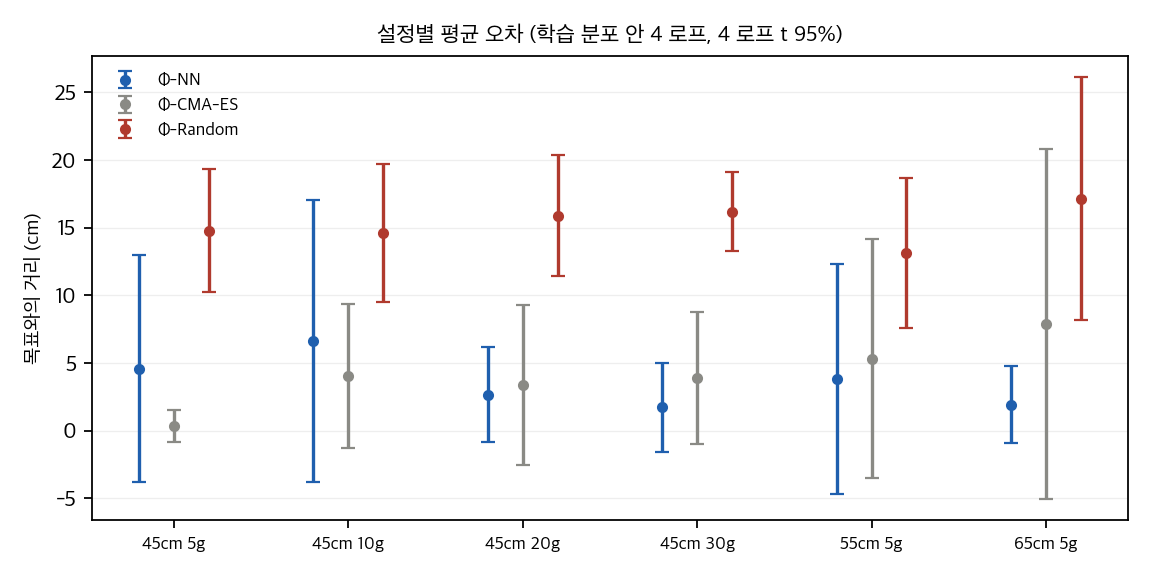 설정별 평균 오차 (학습 분포 안 4 로프, 4 로프 t 95%)
Φ-NN
Φ-CMA-ES
Φ-Random
목표와의 거리 (cm)
25
20
15
10
5
0
-5
45cm 5g
45cm 10g
45cm 20g
45cm 30g
55cm 5g
65cm 5g